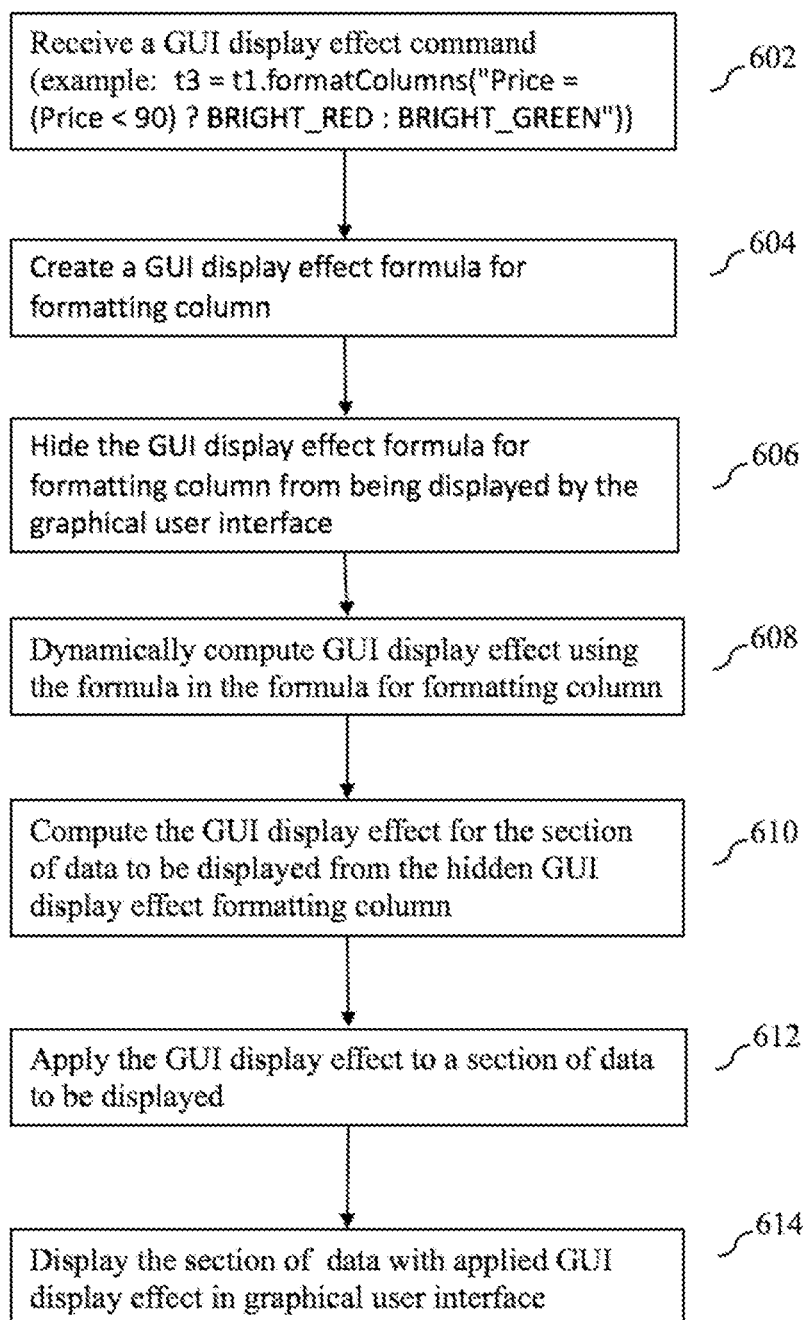 Receive a GUI display effect command
(example: t3 = t1.formatColumns("Price =
(Price < 90) ? BRIGHT_RED : BRIGHT_GREEN"))
602
Create a GUI display effect formula for
formatting column
604
Hide the GUI display effect formula for
formatting column from being displayed by the
graphical user interface
606
Dynamically compute GUI display effect using
the formula in the formula for formatting column
608
Compute the GUI display effect for the section
of data to be displayed from the hidden GUI
display effect formatting column
610
Apply the GUI display effect to a section of data
to be displayed
612
Display the section of data with applied GUI
display effect in graphical user interface
614